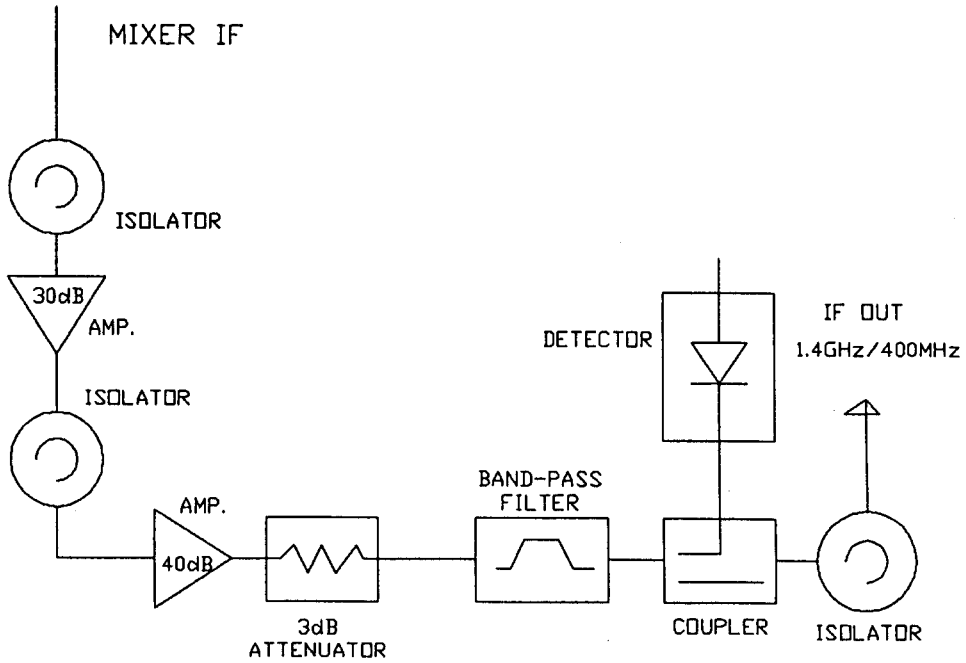 MIXER IF
ISOLATOR
30dB
AMP.
ISOLATOR
AMP.
40dB
3dB
ATTENUATOR
BAND-PASS
FILTER
DETECTOR
COUPLER
IF OUT
1.4GHz/400MHz
ISOLATOR